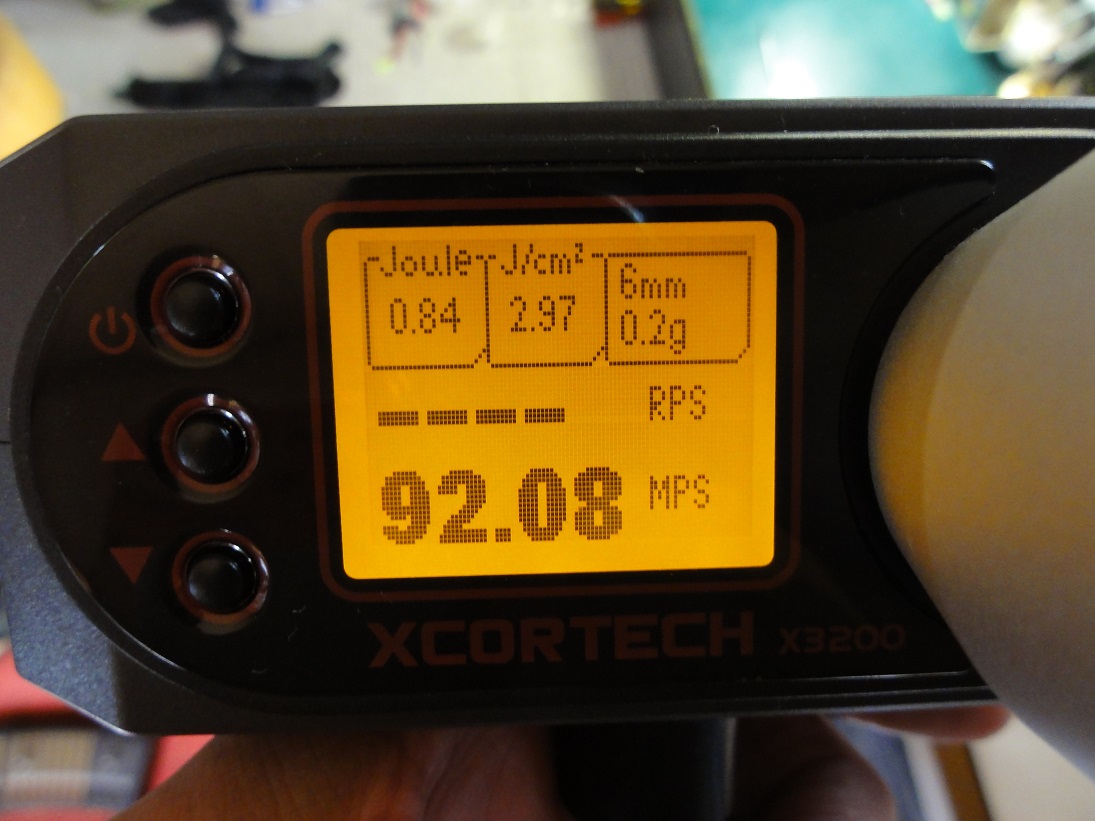 Joule J/cm² 6mm
0.84 2.97 0.2g
---- RPS
92.08 MPS
XCORTECH X3200